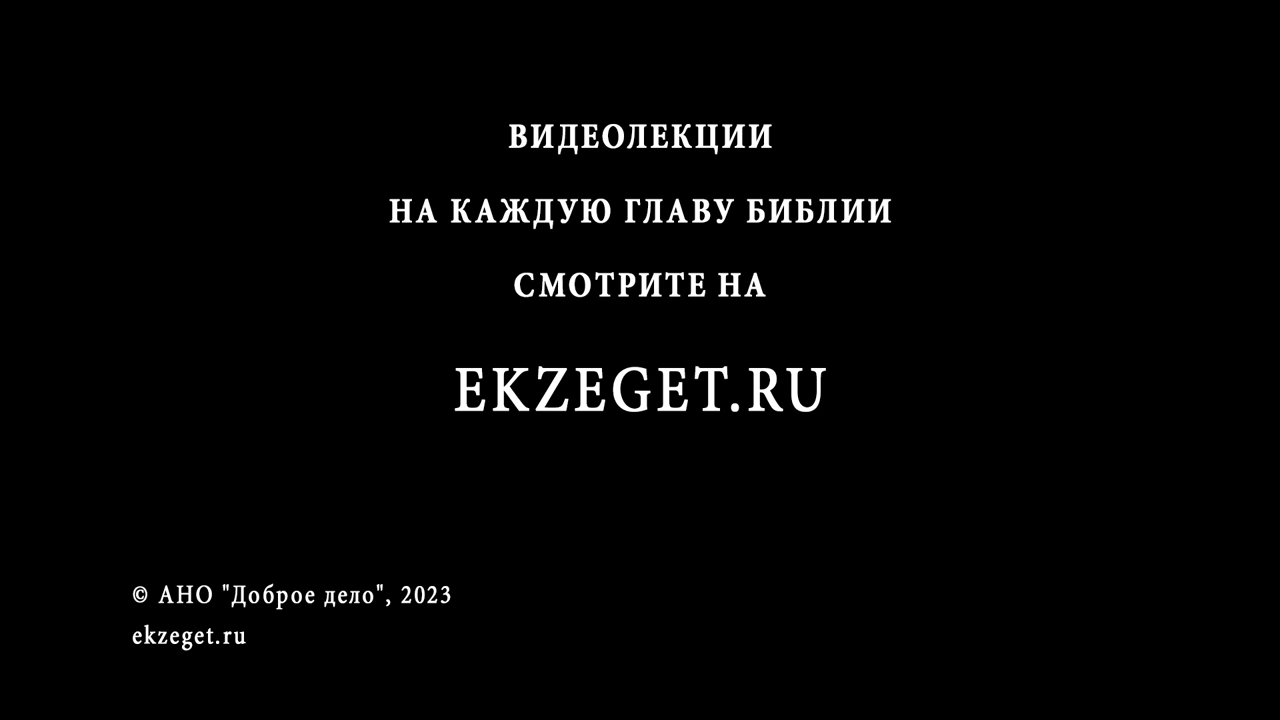 ВИДЕОЛЕКЦИИ
НА КАЖДУЮ ГЛАВУ БИБЛИИ
СМОТРИТЕ НА
EKZEGET.RU
© АНО "Доброе дело", 2023
ekzeget.ru